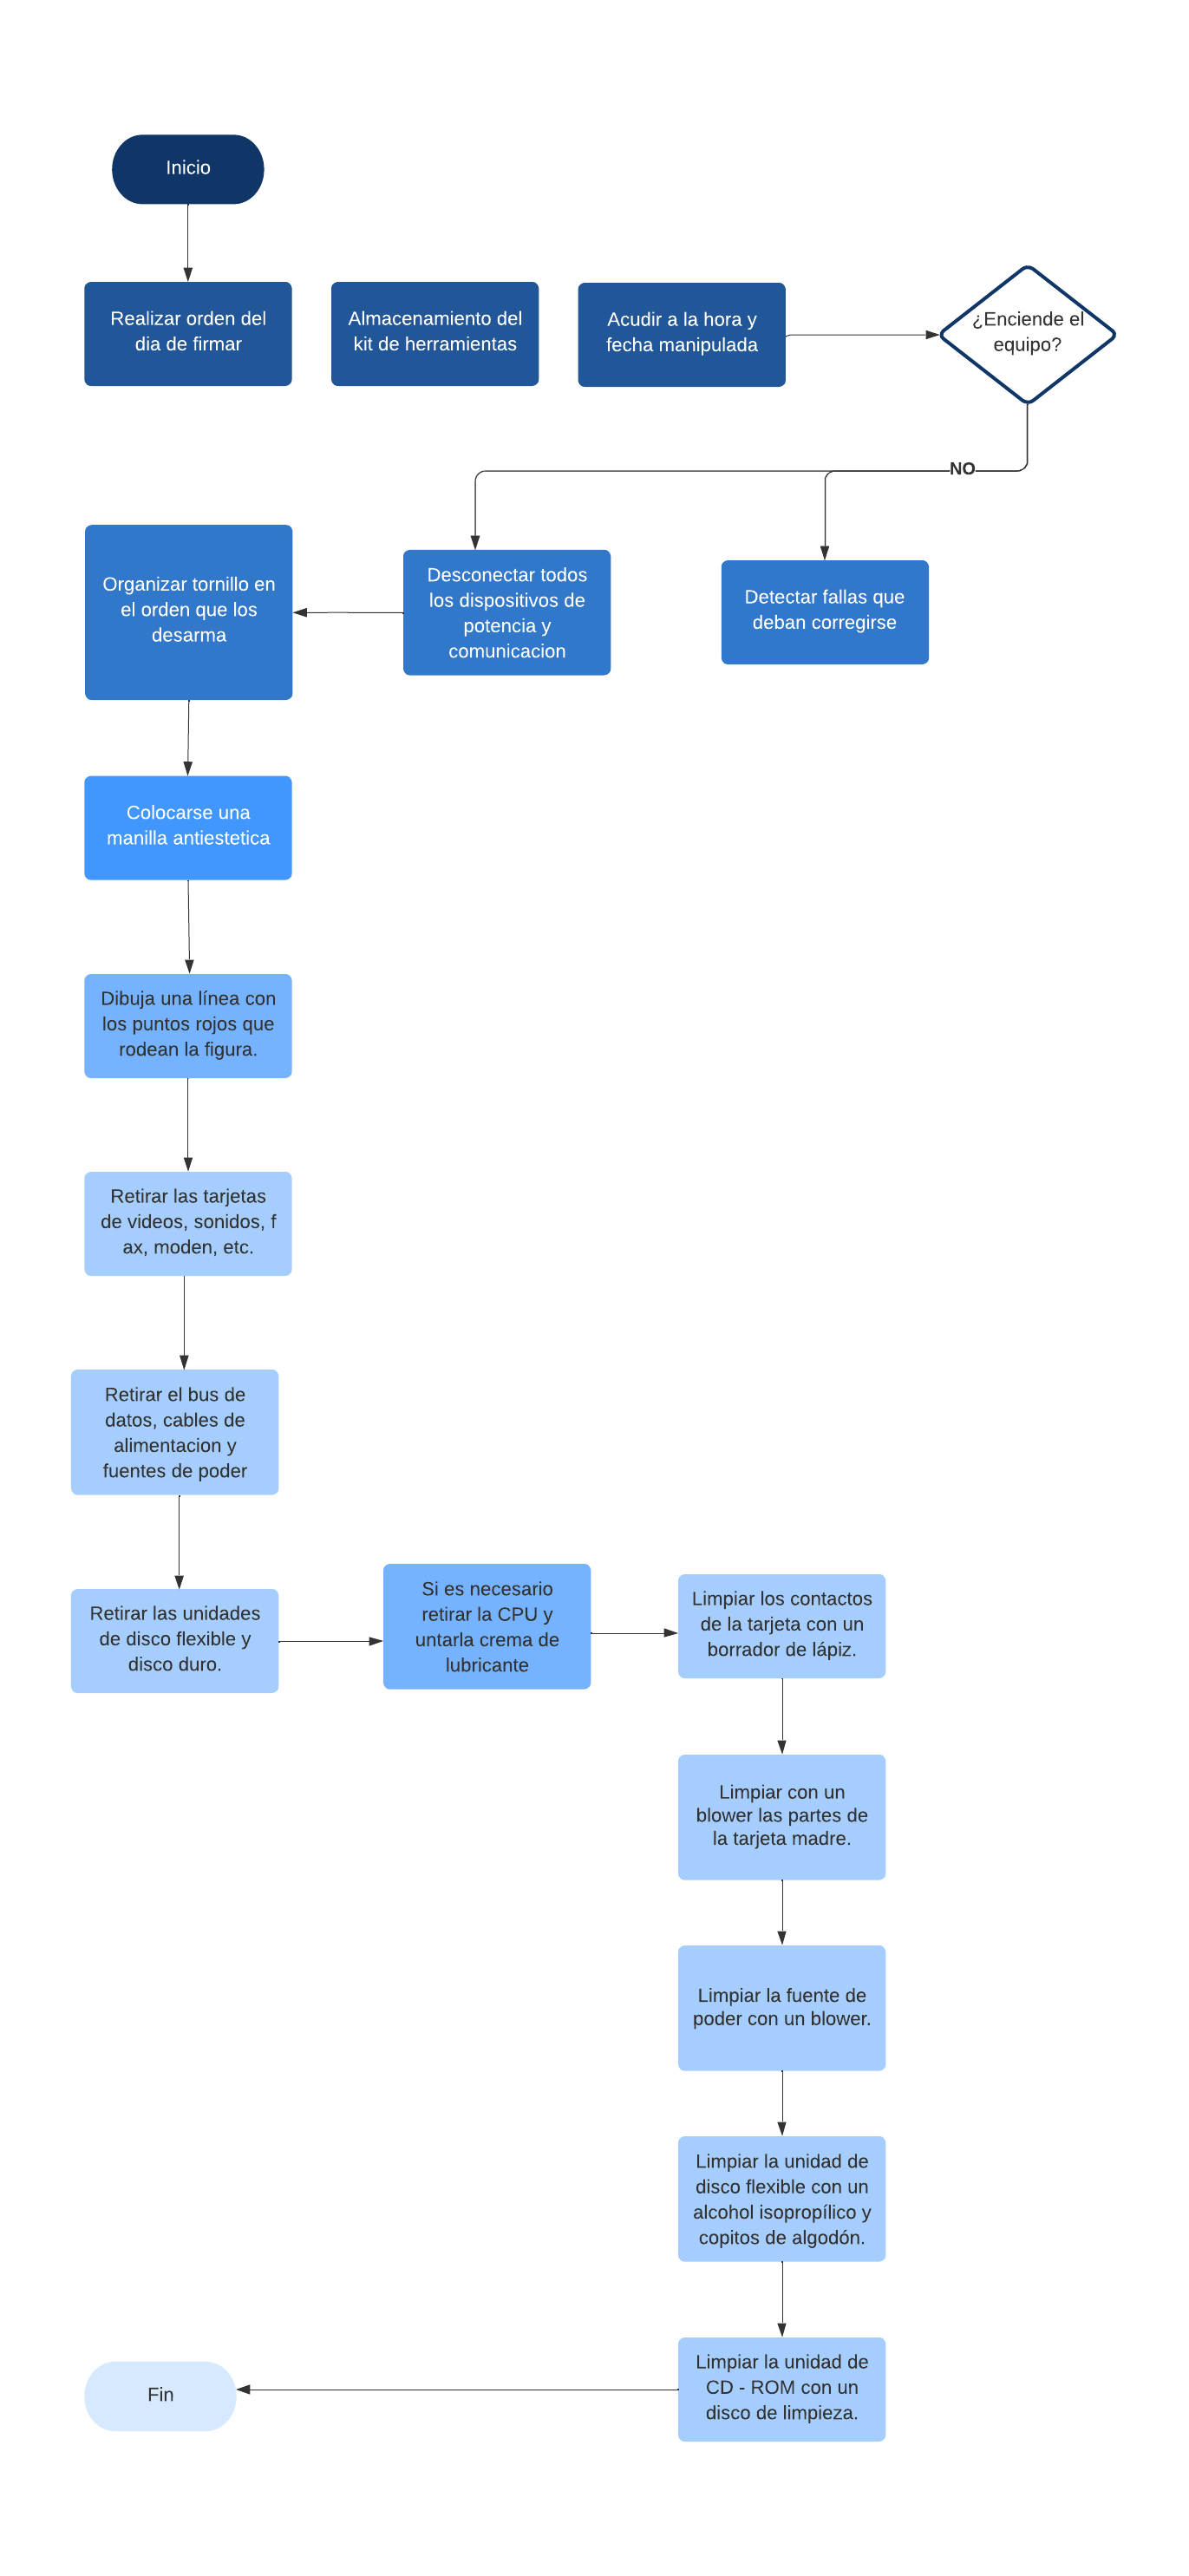 Inicio
Realizar orden del
dia de firmar
Almacenamiento del
kit de herramientas
Acudir a la hora y
fecha manipulada
¿Enciende el
equipo?
NO
Organizar tornillo en
el orden que los
desarma
Desconectar todos
los dispositivos de
potencia y
comunicacion
Detectar fallas que
deban corregirse
Colocarse una
manilla antiestetica
Dibuja una línea con
los puntos rojos que
rodean la figura.
Retirar las tarjetas
de videos, sonidos, f
ax, moden, etc.
Retirar el bus de
datos, cables de
alimentacion y
fuentes de poder
Retirar las unidades
de disco flexible y
disco duro.
Si es necesario
retirar la CPU y
untarla crema de
lubricante
Limpiar los contactos
de la tarjeta con un
borrador de lápiz.
Limpiar con un
blower las partes de
la tarjeta madre.
Limpiar la fuente de
poder con un blower.
Limpiar la unidad de
disco flexible con un
alcohol isopropílico y
copitos de algodón.
Limpiar la unidad de
CD - ROM con un
disco de limpieza.
Fin